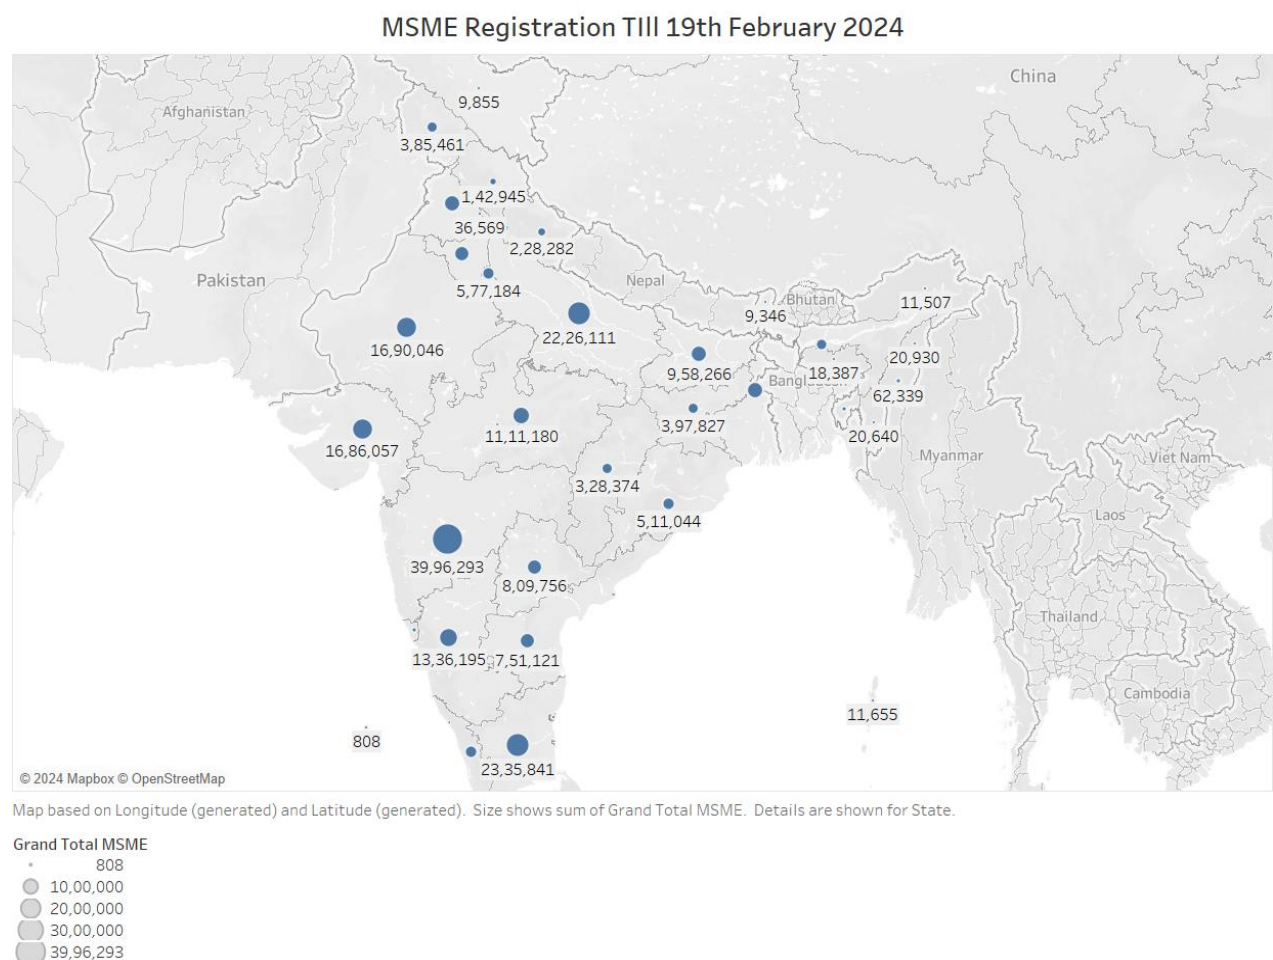 MSME Registration TIll 19th February 2024
China
9,855
Afghanistan
3,85,461
1,42,945
36,569
2,28,282
Pakistan
Nepal
5,77,184
Bhutan
11,507
9,346
22,26,111
16,90,046
20,930
9,58,266
18,387
Bangladesh
62,339
3,97,827
11,11,180
20,640
16,86,057
Myanmar
Viet Nam
3,28,374
Laos
5,11,044
39,96,293
8,09,756
Thailand
13,36,195
7,51,121
Cambodia
11,655
808
23,35,841
© 2024 Mapbox © OpenStreetMap
Map based on Longitude (generated) and Latitude (generated). Size shows sum of Grand Total MSME. Details are shown for State.
Grand Total MSME
808
10,00,000
20,00,000
30,00,000
39,96,293